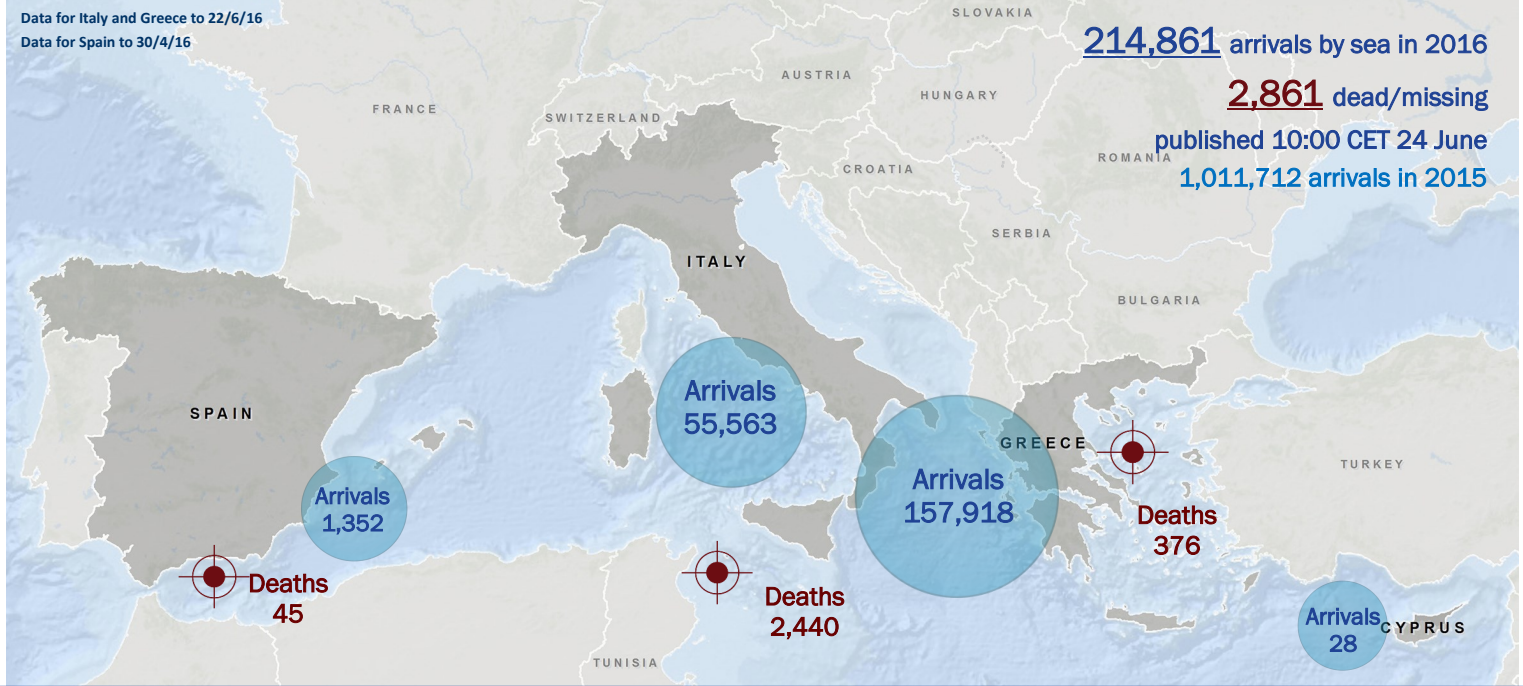 Data for Italy and Greece to 22/6/16
Data for Spain to 30/4/16
SLOVAKIA
214,861 arrivals by sea in 2016
AUSTRIA
2,861 dead/missing
HUNGARY
FRANCE
SWITZERLAND
published 10:00 CET 24 June
ROMANIA
CROATIA
1,011,712 arrivals in 2015
SERBIA
ITALY
BULGARIA
Arrivals
55,563
SPAIN
GREECE
TURKEY
Arrivals
157,918
Arrivals
1,352
Deaths
376
Deaths
45
Deaths
2,440
Arrivals
28
CYPRUS
TUNISIA